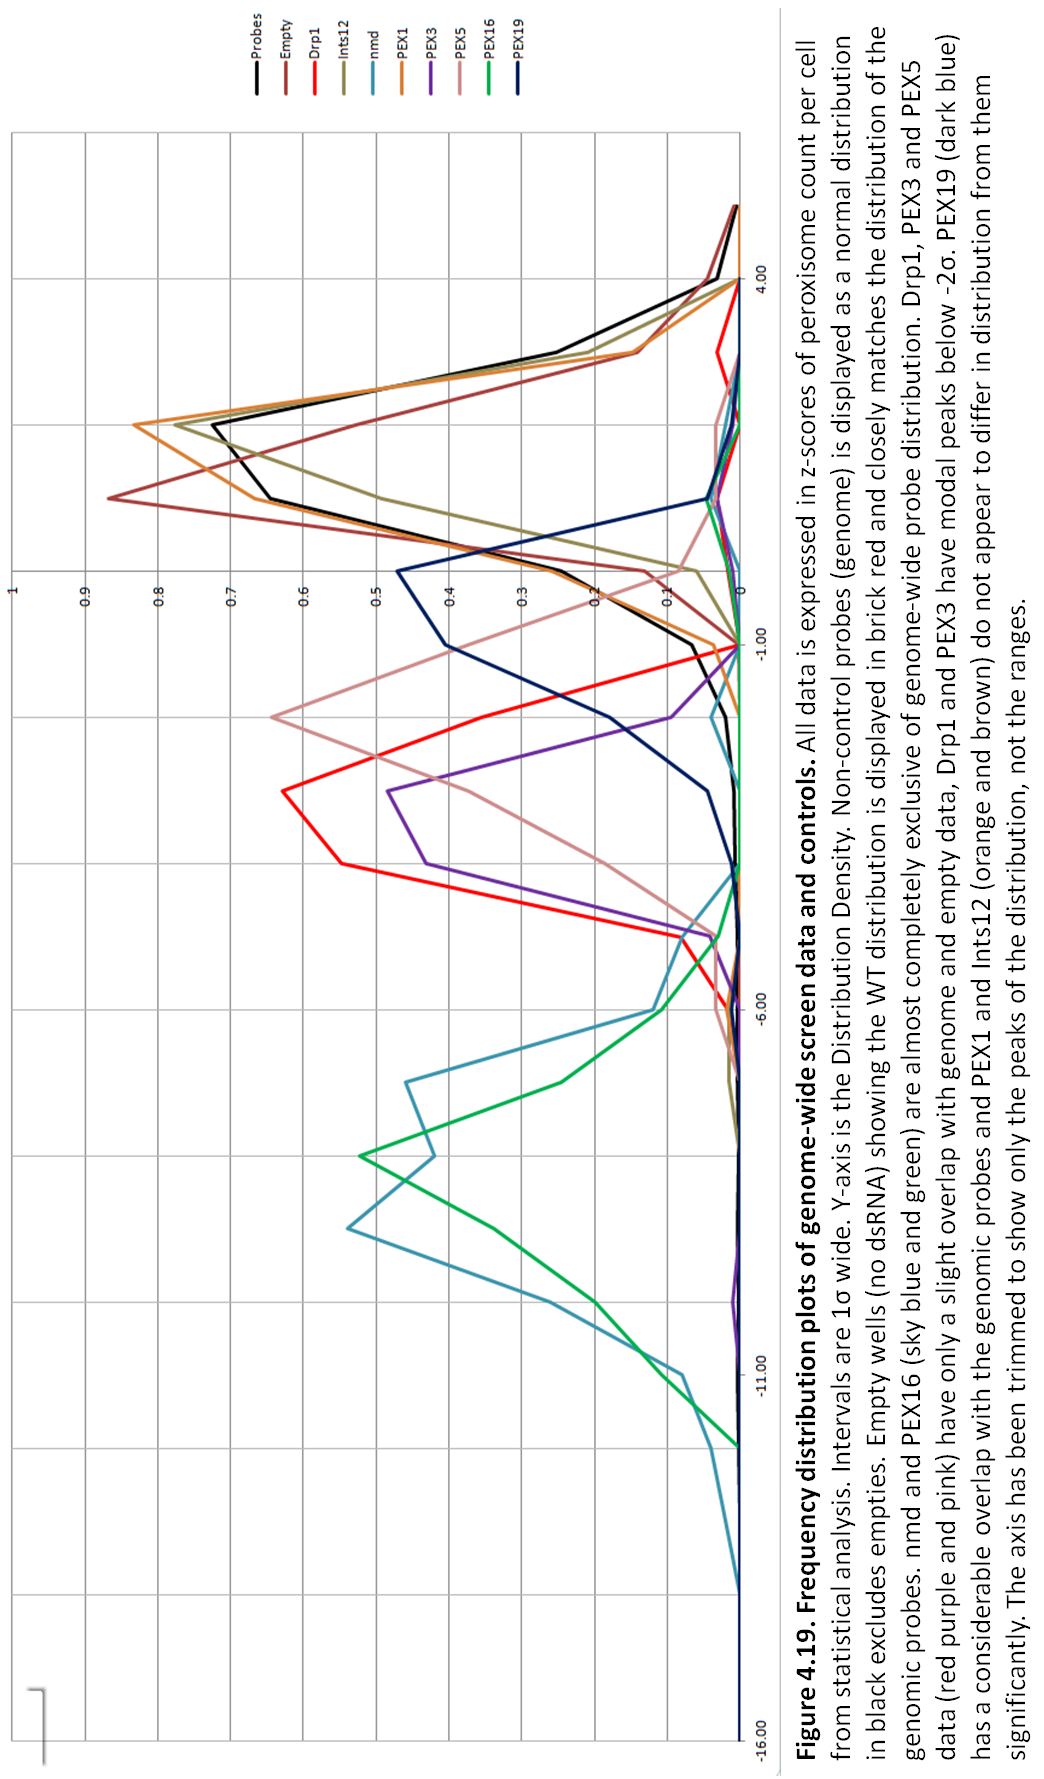 1
0.9
0.8
0.7
0.6
0.5
0.4
0.3
0.2
0.1
0
-16.00
-11.00
-6.00
-1.00
4.00
Probes
Empty
Drp1
Ints12
nmd
PEX1
PEX3
PEX5
PEX16
PEX19
Figure 4.19. Frequency distribution plots of genome-wide screen data and controls. All data is expressed in z-scores of peroxisome count per cell
from statistical analysis. Intervals are 1σ wide. Y-axis is the Distribution Density. Non-control probes (genome) is displayed as a normal distribution
in black excludes empties. Empty wells (no dsRNA) showing the WT distribution is displayed in brick red and closely matches the distribution of the
genomic probes. nmd and PEX16 (sky blue and green) are almost completely exclusive of genome-wide probe distribution. Drp1, PEX3 and PEX5
data (red purple and pink) have only a slight overlap with genome and empty data, Drp1 and PEX3 have modal peaks below -2σ. PEX19 (dark blue)
has a considerable overlap with the genomic probes and PEX1 and Ints12 (orange and brown) do not appear to differ in distribution from them
significantly. The axis has been trimmed to show only the peaks of the distribution, not the ranges.